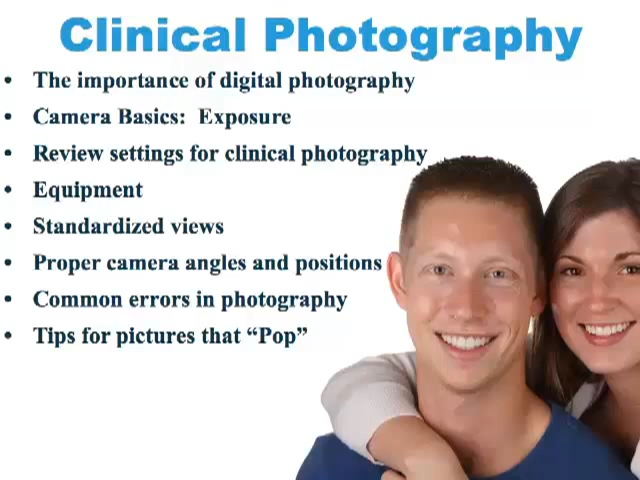 Clinical Photography
• The importance of digital photography
• Camera Basics:  Exposure
• Review settings for clinical photography
• Equipment
• Standardized views
• Proper camera angles and positions
• Common errors in photography
• Tips for pictures that “Pop”